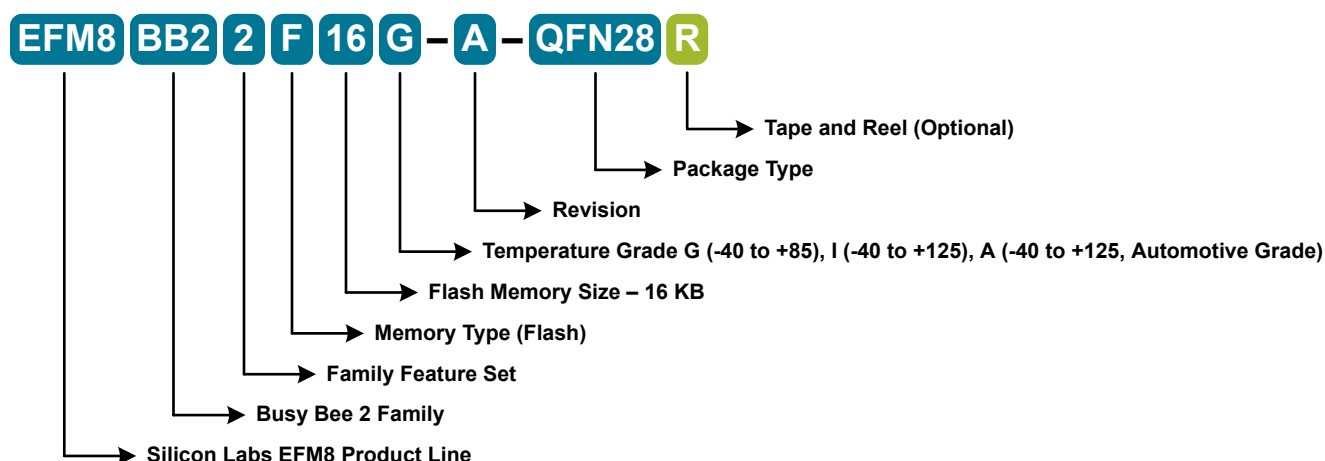 EFM8 BB2 2 F 16 G – A – QFN28 R
Tape and Reel (Optional)
Package Type
Revision
Temperature Grade G (-40 to +85), I (-40 to +125), A (-40 to +125, Automotive Grade)
Flash Memory Size – 16 KB
Memory Type (Flash)
Family Feature Set
Busy Bee 2 Family
Silicon Labs EFM8 Product Line